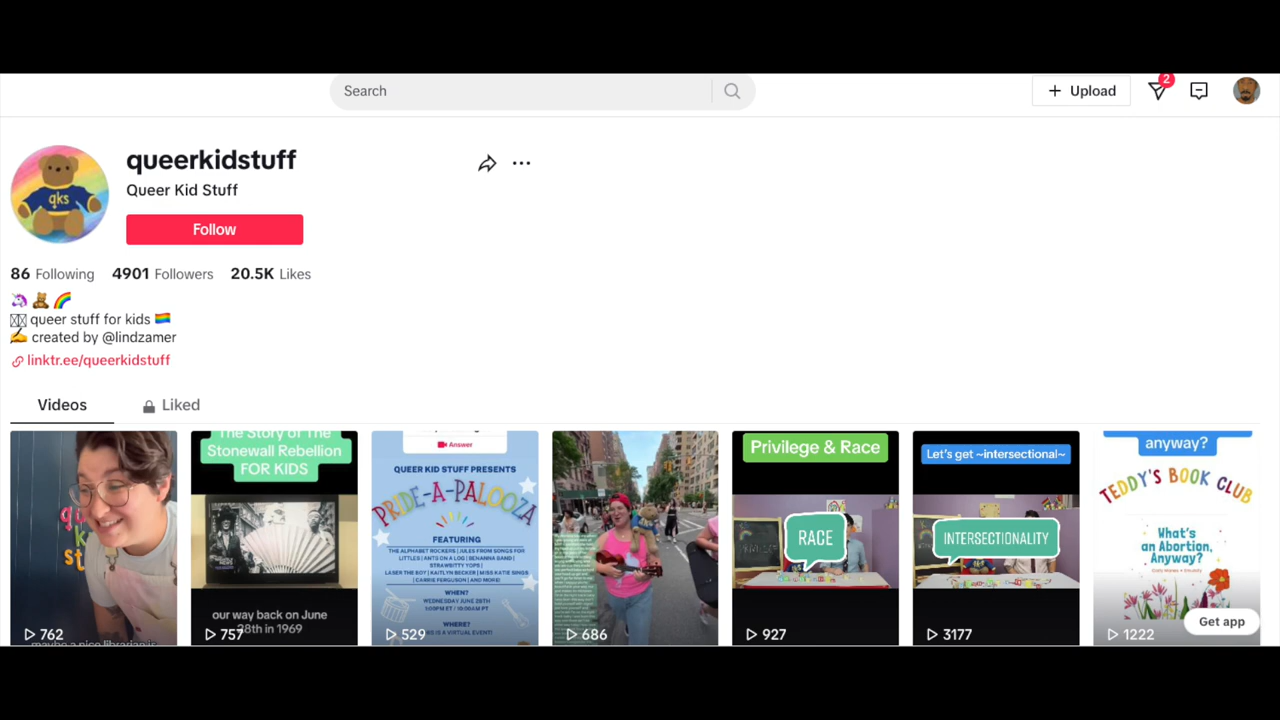 Search
Upload
2
queerkidstuff
Queer Kid Stuff
qks
Follow
86 Following 4901 Followers 20.5K Likes
queer stuff for kids
created by @lindzamer
linktr.ee/queerkidstuff
Videos
Liked
762
The Story of The
Stonewall Rebellion
FOR KIDS
our way back on June
28th in 1969
757
Answer
QUEER KID STUFF PRESENTS
PRIDE-A-PALOOZA
FEATURING
THE ALPHABET ROCKERS | JULES FROM SONGS FOR
LITTLES | ANTS ON A LOG | BENANNA BAND |
STRAWBITTY YOPS |
LASER THE BOY | KAITLYN BECKER | MISS KATIE SINGS
| CARRIE FERGUSON | AND MORE!
WHEN?
WEDNESDAY JUNE 28TH
1:00PM ET / 10:00AM PT
WHERE?
IS A VIRTUAL EVENT!
529
686
Privilege & Race
RACE
927
Let's get ~intersectional~
INTERSECTIONALITY
3177
anyway?
TEDDY'S BOOK CLUB
What's
an Abortion,
Anyway?
1222
Get app